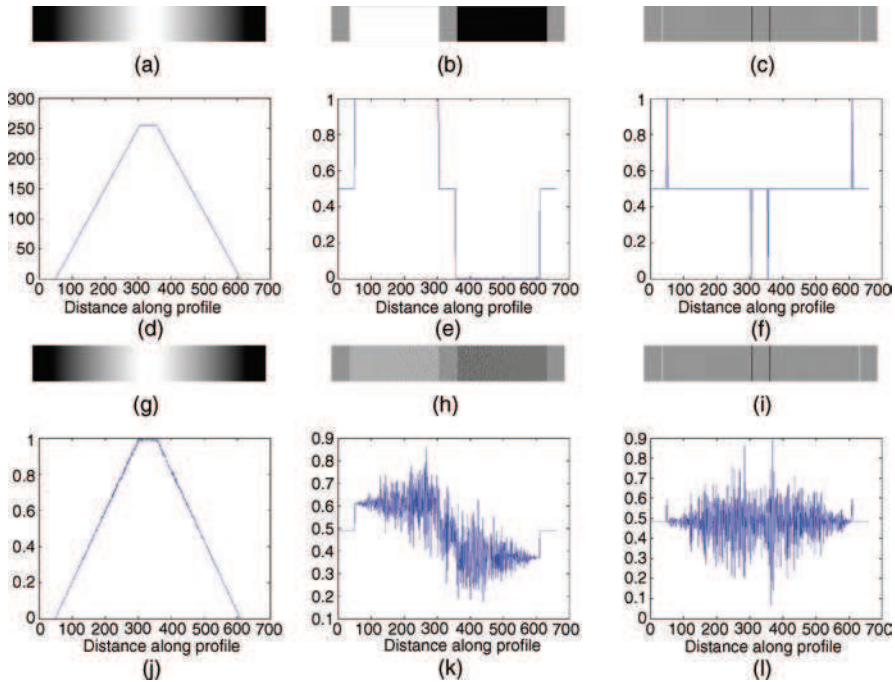 (a) (b) (c)
300 250 200 150 100 50 0
0 100 200 300 400 500 600 700
Distance along profile
(d)
1 0.8 0.6 0.4 0.2 0
0 100 200 300 400 500 600 700
Distance along profile
(e)
1 0.8 0.6 0.4 0.2 0
0 100 200 300 400 500 600 700
Distance along profile
(f)
(g) (h) (i)
1 0.8 0.6 0.4 0.2 0
0 100 200 300 400 500 600 700
Distance along profile
(j)
0.9 0.8 0.7 0.6 0.5 0.4 0.3 0.2 0.1
0 100 200 300 400 500 600 700
Distance along profile
(k)
0.9 0.8 0.7 0.6 0.5 0.4 0.3 0.2 0.1 0
0 100 200 300 400 500 600 700
Distance along profile
(l)